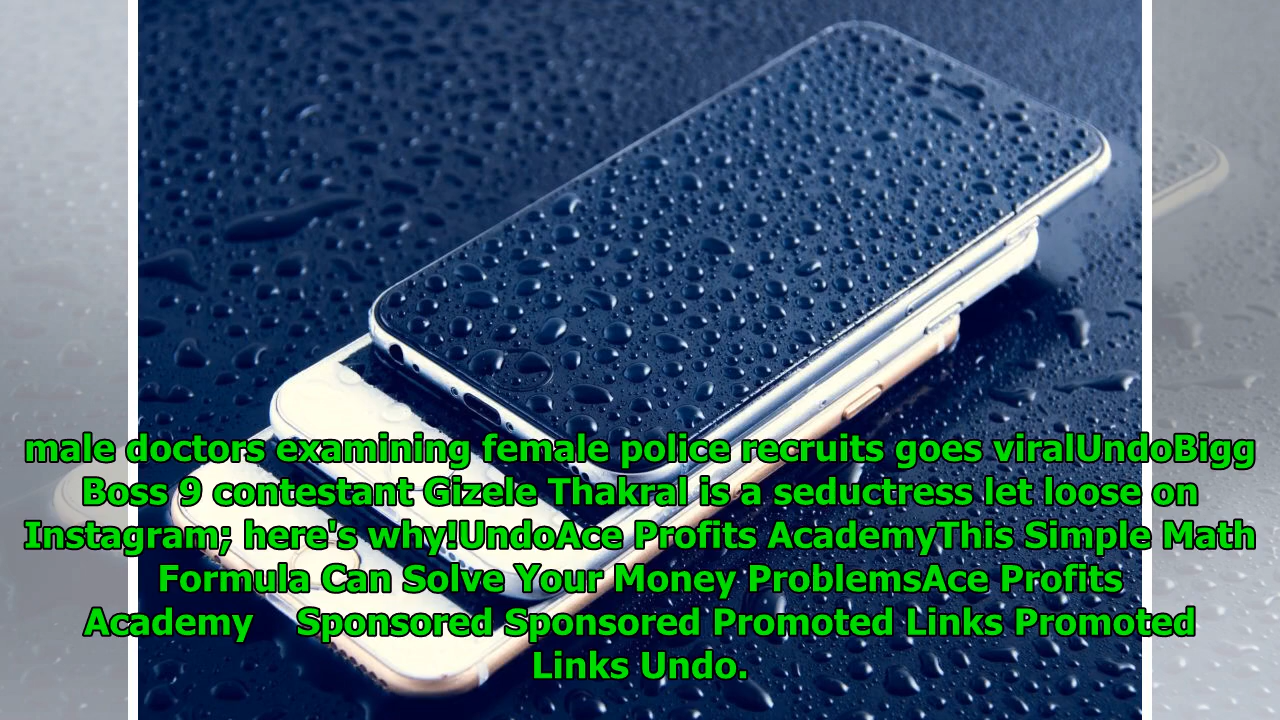 male doctors examining female police recruits goes viralUndoBigg
Boss 9 contestant Gizele Thakral is a seductress let loose on
Instagram; here's why!UndoAce Profits AcademyThis Simple Math
Formula Can Solve Your Money ProblemsAce Profits
Academy    Sponsored Sponsored Promoted Links Promoted
Links Undo.